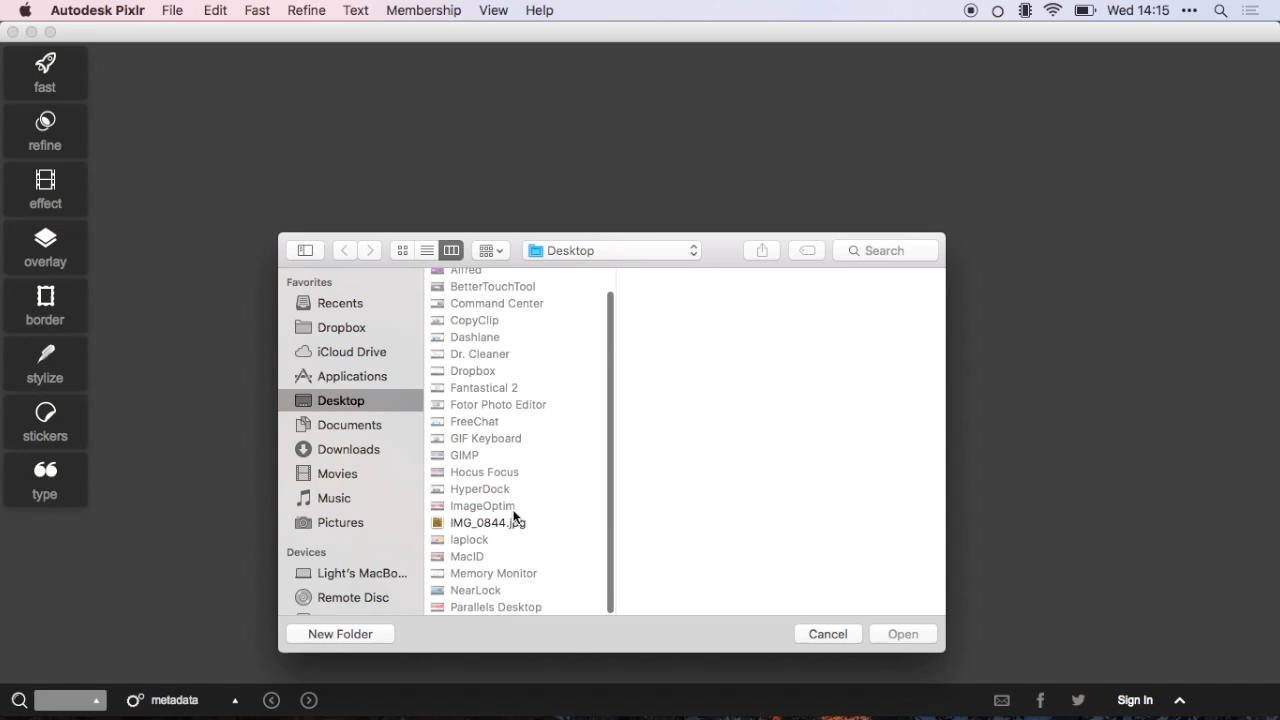 Autodesk Pixlr File Edit Fast Refine Text Membership View Help Wed 14:15
fast
refine
effect
overlay
border
stylize
stickers
type
Desktop
Search
Favorites
Recents
Dropbox
iCloud Drive
Applications
Desktop
Documents
Downloads
Movies
Music
Pictures
Devices
Light's MacBo...
Remote Disc
Alfred
BetterTouchTool
Command Center
CopyClip
Dashlane
Dr. Cleaner
Dropbox
Fantastical 2
Fotor Photo Editor
FreeChat
GIF Keyboard
GIMP
Hocus Focus
HyperDock
ImageOptim
IMG_0844.jpg
laplock
MacID
Memory Monitor
NearLock
Parallels Desktop
New Folder Cancel Open
metadata Sign In